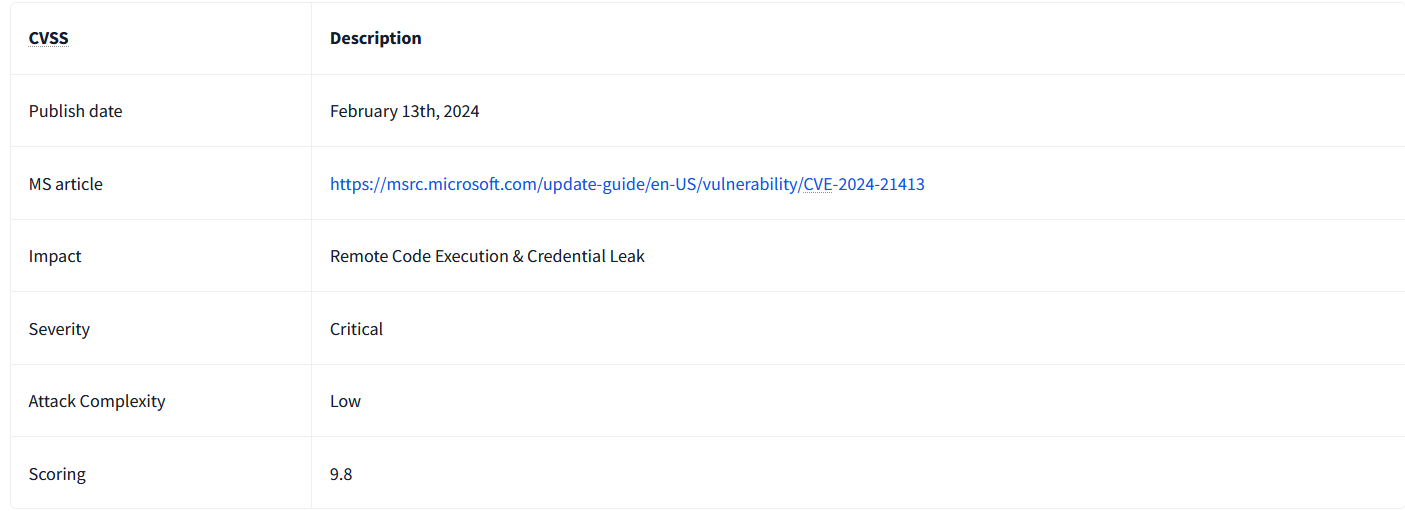 CVSS Description
Publish date February 13th, 2024
MS article https://msrc.microsoft.com/update-guide/en-US/vulnerability/CVE-2024-21413
Impact Remote Code Execution & Credential Leak
Severity Critical
Attack Complexity Low
Scoring 9.8